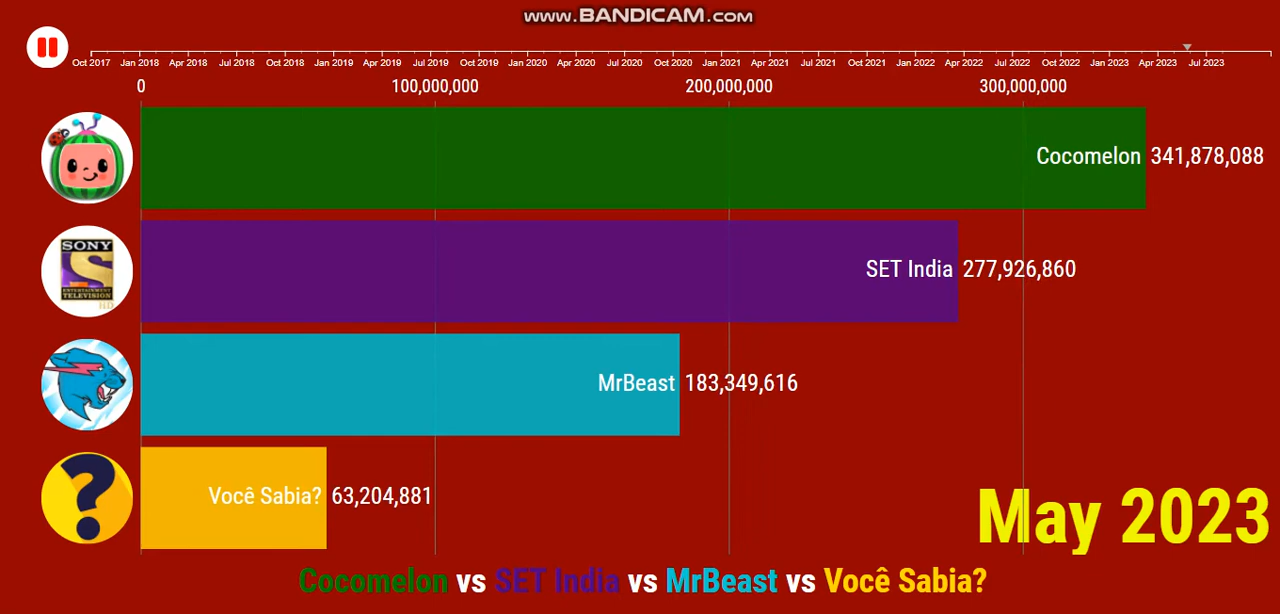 www.BANDICAM.com
Oct 2017 Jan 2018 Apr 2018 Jul 2018 Oct 2018 Jan 2019 Apr 2019 Jul 2019 Oct 2019 Jan 2020 Apr 2020 Jul 2020 Oct 2020 Jan 2021 Apr 2021 Jul 2021 Oct 2021 Jan 2022 Apr 2022 Jul 2022 Oct 2022 Jan 2023 Apr 2023 Jul 2023
0 100,000,000 200,000,000 300,000,000
Cocomelon 341,878,088
SONY
ENTERTAINMENT
TELEVISION
HD
SET India 277,926,860
MrBeast 183,349,616
?
Você Sabia? 63,204,881
May 2023
Cocomelon vs SET India vs MrBeast vs Você Sabia?